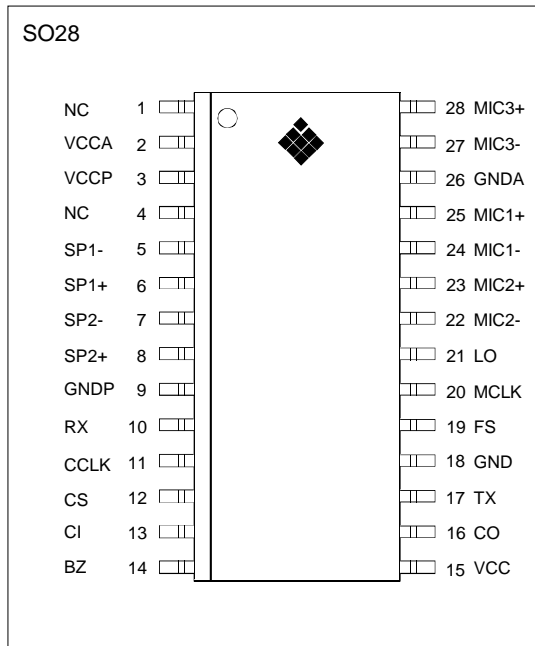 SO28
NC 1 28 MIC3+
VCCA 2 27 MIC3-
VCCP 3 26 GNDA
NC 4 25 MIC1+
SP1- 5 24 MIC1-
SP1+ 6 23 MIC2+
SP2- 7 22 MIC2-
SP2+ 8 21 LO
GNDP 9 20 MCLK
RX 10 19 FS
CCLK 11 18 GND
CS 12 17 TX
CI 13 16 CO
BZ 14 15 VCC